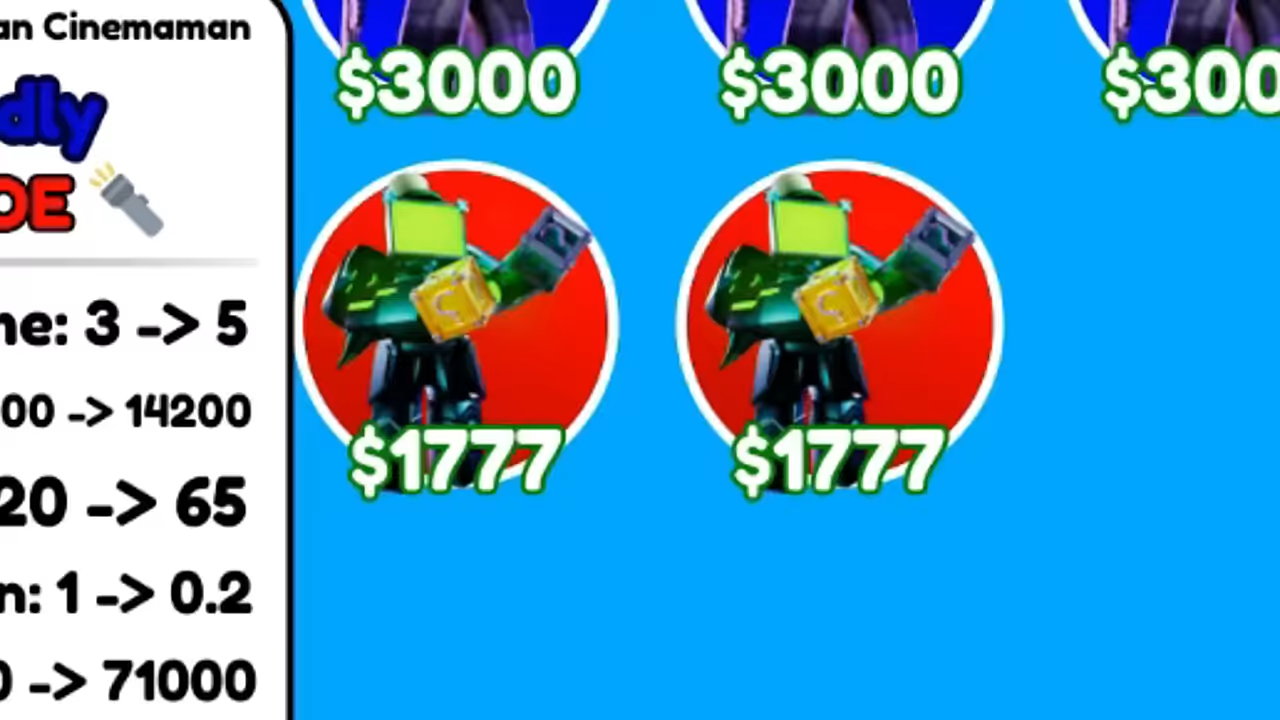 an Cinemaman
dly
OE
ne: 3 -> 5
00 -> 14200
20 -> 65
n: 1 -> 0.2
0 -> 71000
$3000 $3000 $300
$1777 $1777